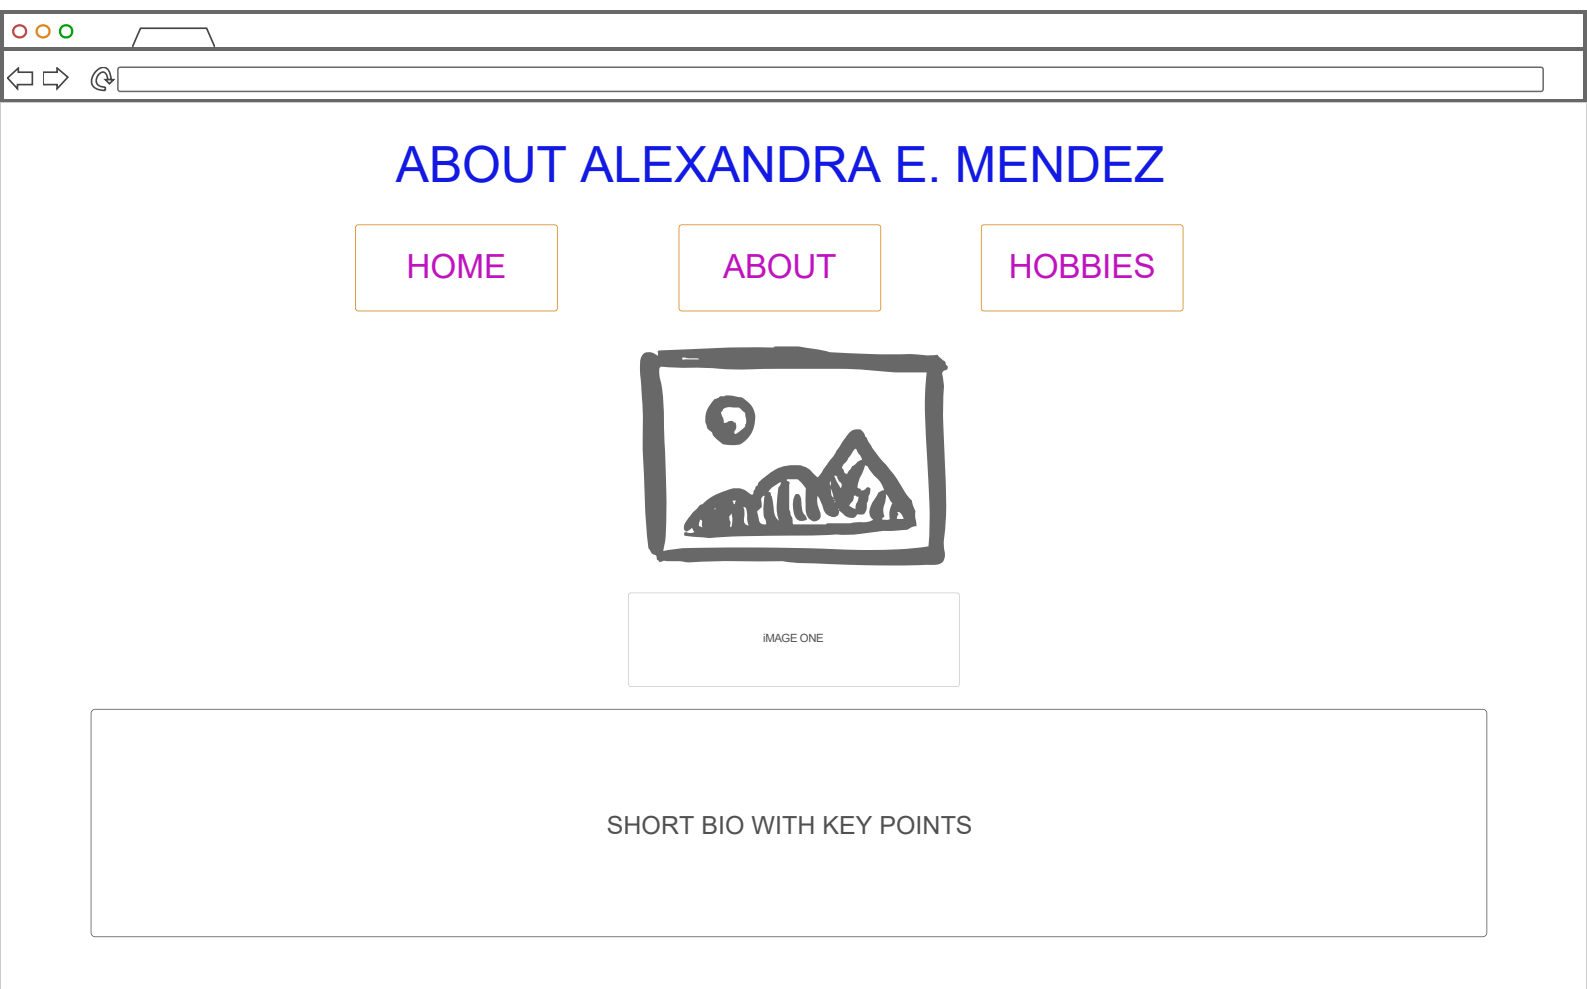 ABOUT ALEXANDRA E. MENDEZ
HOME ABOUT HOBBIES
iMAGE ONE
SHORT BIO WITH KEY POINTS